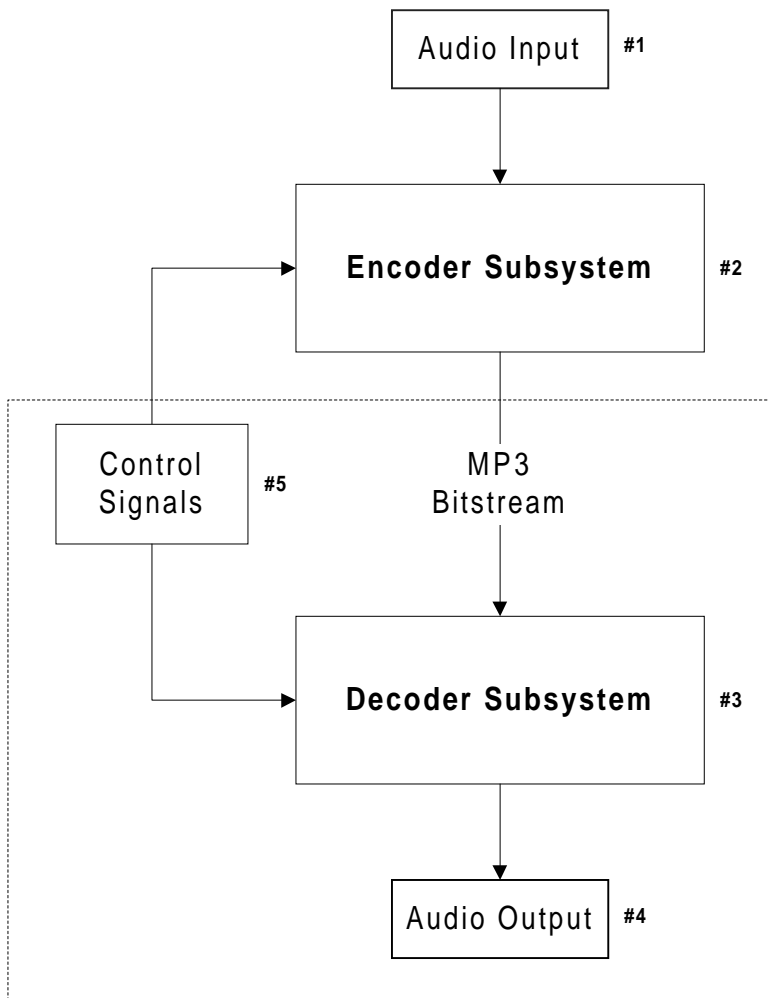 Audio Input #1
Encoder Subsystem #2
Control
Signals
#5
MP3
Bitstream
Decoder Subsystem #3
Audio Output #4